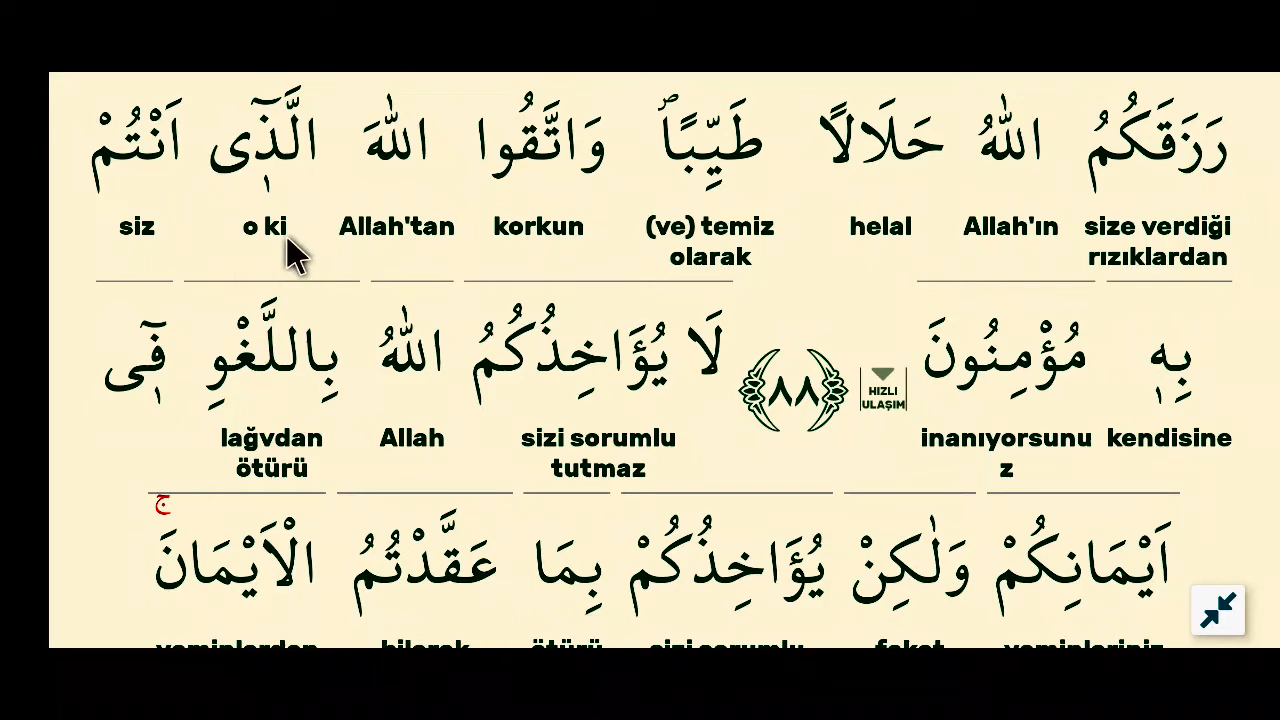 رَزَقَكُمُ اللّٰهُ حَلَالًا طَيِّبًاۖ وَاتَّقُوا اللّٰهَ الَّذ۪ٓى اَنْتُمْ
size verdiği rızıklardan Allah'ın helal (ve) temiz olarak korkun Allah'tan o ki siz
بِه۪ مُؤْمِنُونَ ﴿٨٨﴾ لَا يُؤَاخِذُكُمُ اللّٰهُ بِاللَّغْوِ ف۪ٓى
HIZLI ULAŞIM
kendisine inanıyorsunuz sizi sorumlu tutmaz Allah lağvdan ötürü
اَيْمَانِكُمْ وَلٰكِنْ يُؤَاخِذُكُمْ بِمَا عَقَّدْتُمُ الْاَيْمَانَۚ